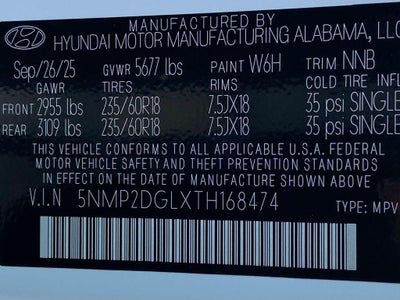 MANUFACTURED BY
HYUNDAI MOTOR MANUFACTURING ALABAMA, LLC
Sep/26/25 GVWR 5677 lbs PAINT W6H TRIM NNB
GAWR TIRES RIMS COLD TIRE INFL
FRONT 2955 lbs 235/60R18 7.5JX18 35 psi SINGLE
REAR 3109 lbs 235/60R18 7.5JX18 35 psi SINGLE
THIS VEHICLE CONFORMS TO ALL APPLICABLE U.S.A. FEDERAL
MOTOR VEHICLE SAFETY AND THEFT PREVENTION STANDARDS
IN EFFECT ON THE DATE OF MANUFACTURE SHOWN ABOVE
V.I.N 5NMP2DGLXTH168474 TYPE: MPV